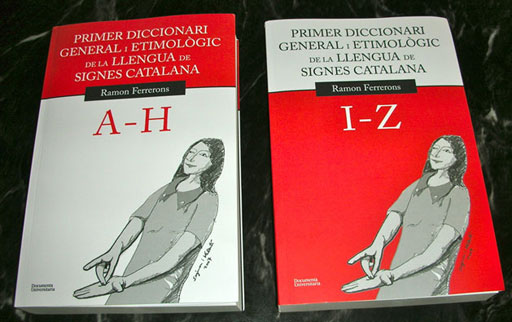 PRIMER DICCIONARI
GENERAL I ETIMOLÒGIC
DE LA LLENGUA DE
SIGNES CATALANA
Ramon Ferrerons
A-H
Documenta
Universitaria
PRIMER DICCIONARI
GENERAL I ETIMOLÒGIC
DE LA LLENGUA DE
SIGNES CATALANA
Ramon Ferrerons
I-Z
Documenta
Universitaria